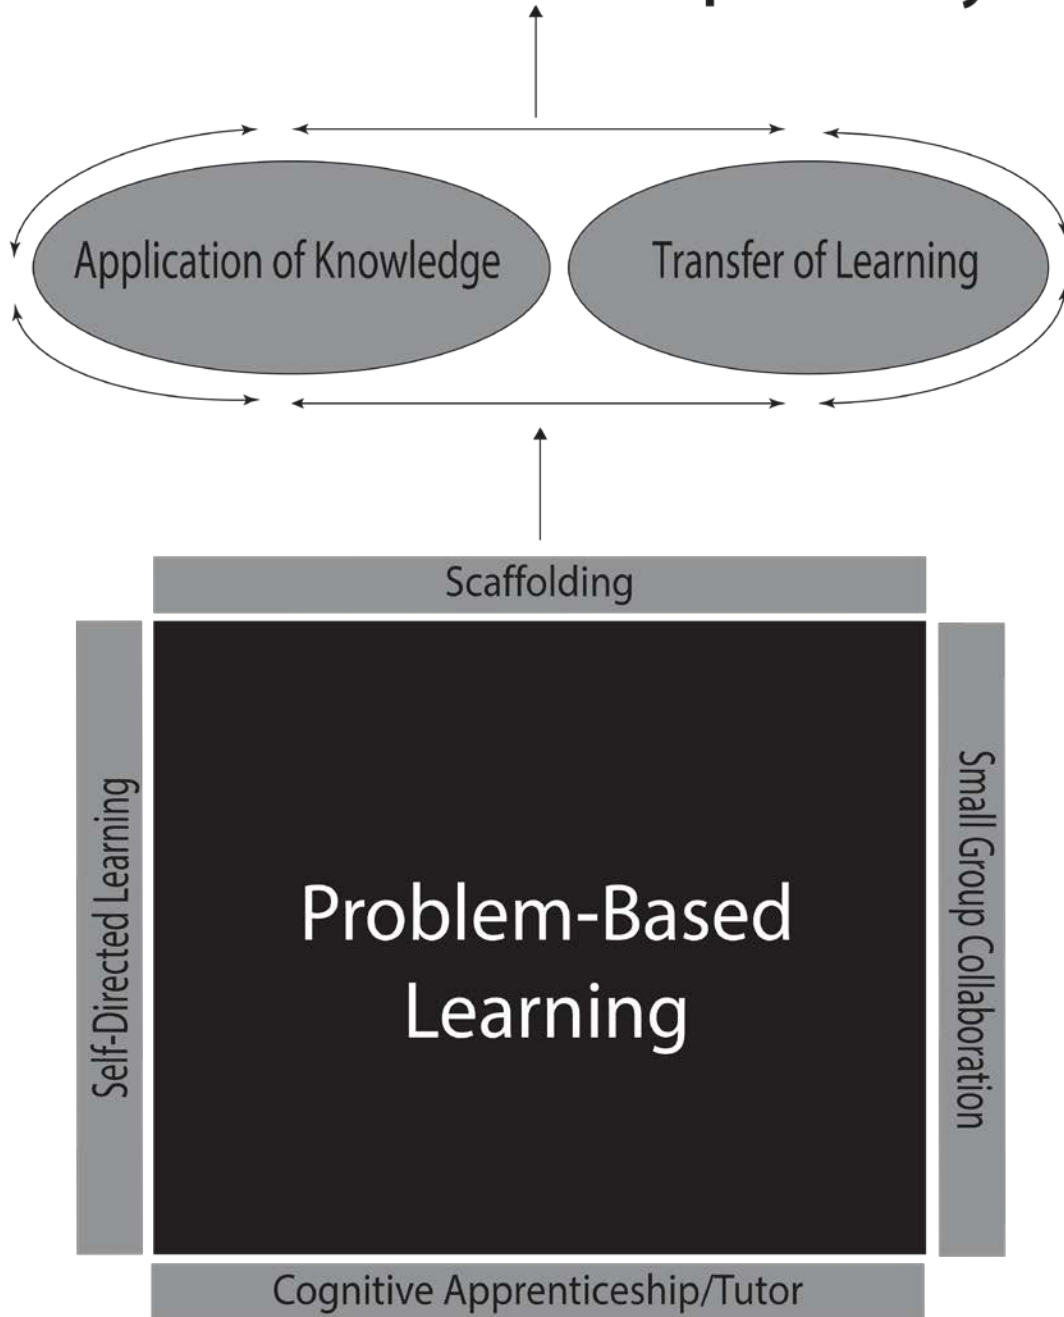 Application of Knowledge
Transfer of Learning
Scaffolding
Self-Directed Learning
Problem-Based
Learning
Small Group Collaboration
Cognitive Apprenticeship/Tutor